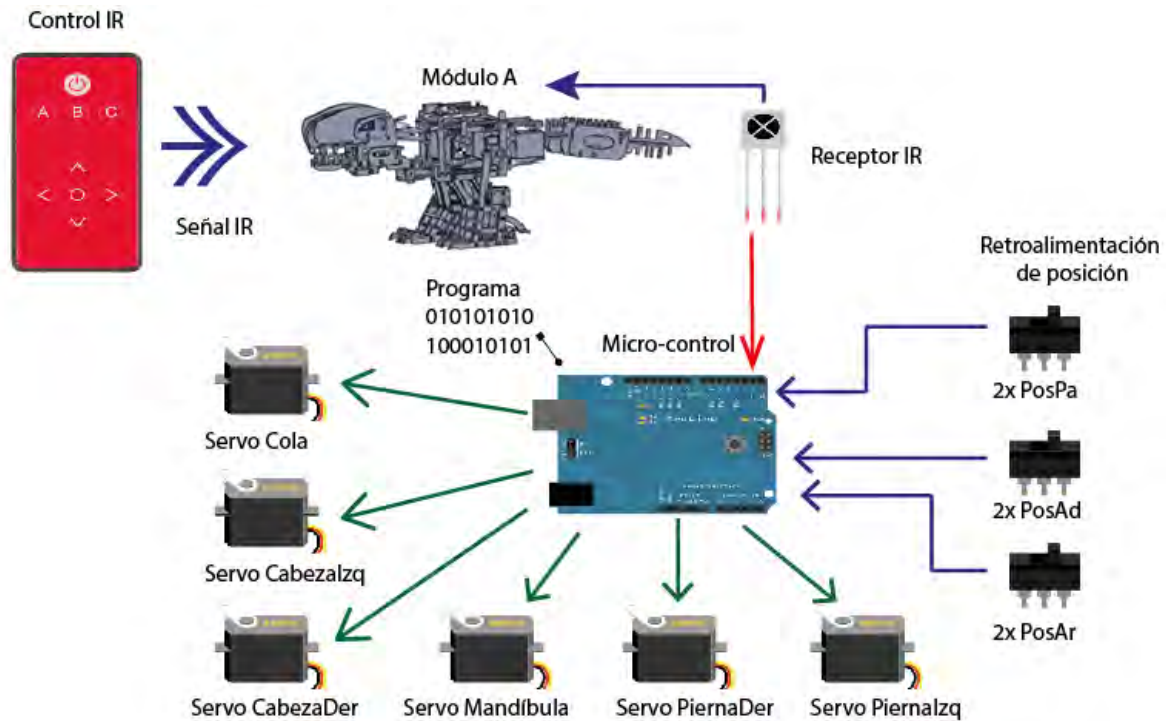 Control IR
A B C
Señal IR
Módulo A
Receptor IR
Retroalimentación
de posición
Programa
010101010
100010101
Micro-control
2x PosPa
2x PosAd
2x PosAr
Servo Cola
Servo CabezaIzq
Servo CabezaDer
Servo Mandíbula
Servo PiernaDer
Servo PiernaIzq